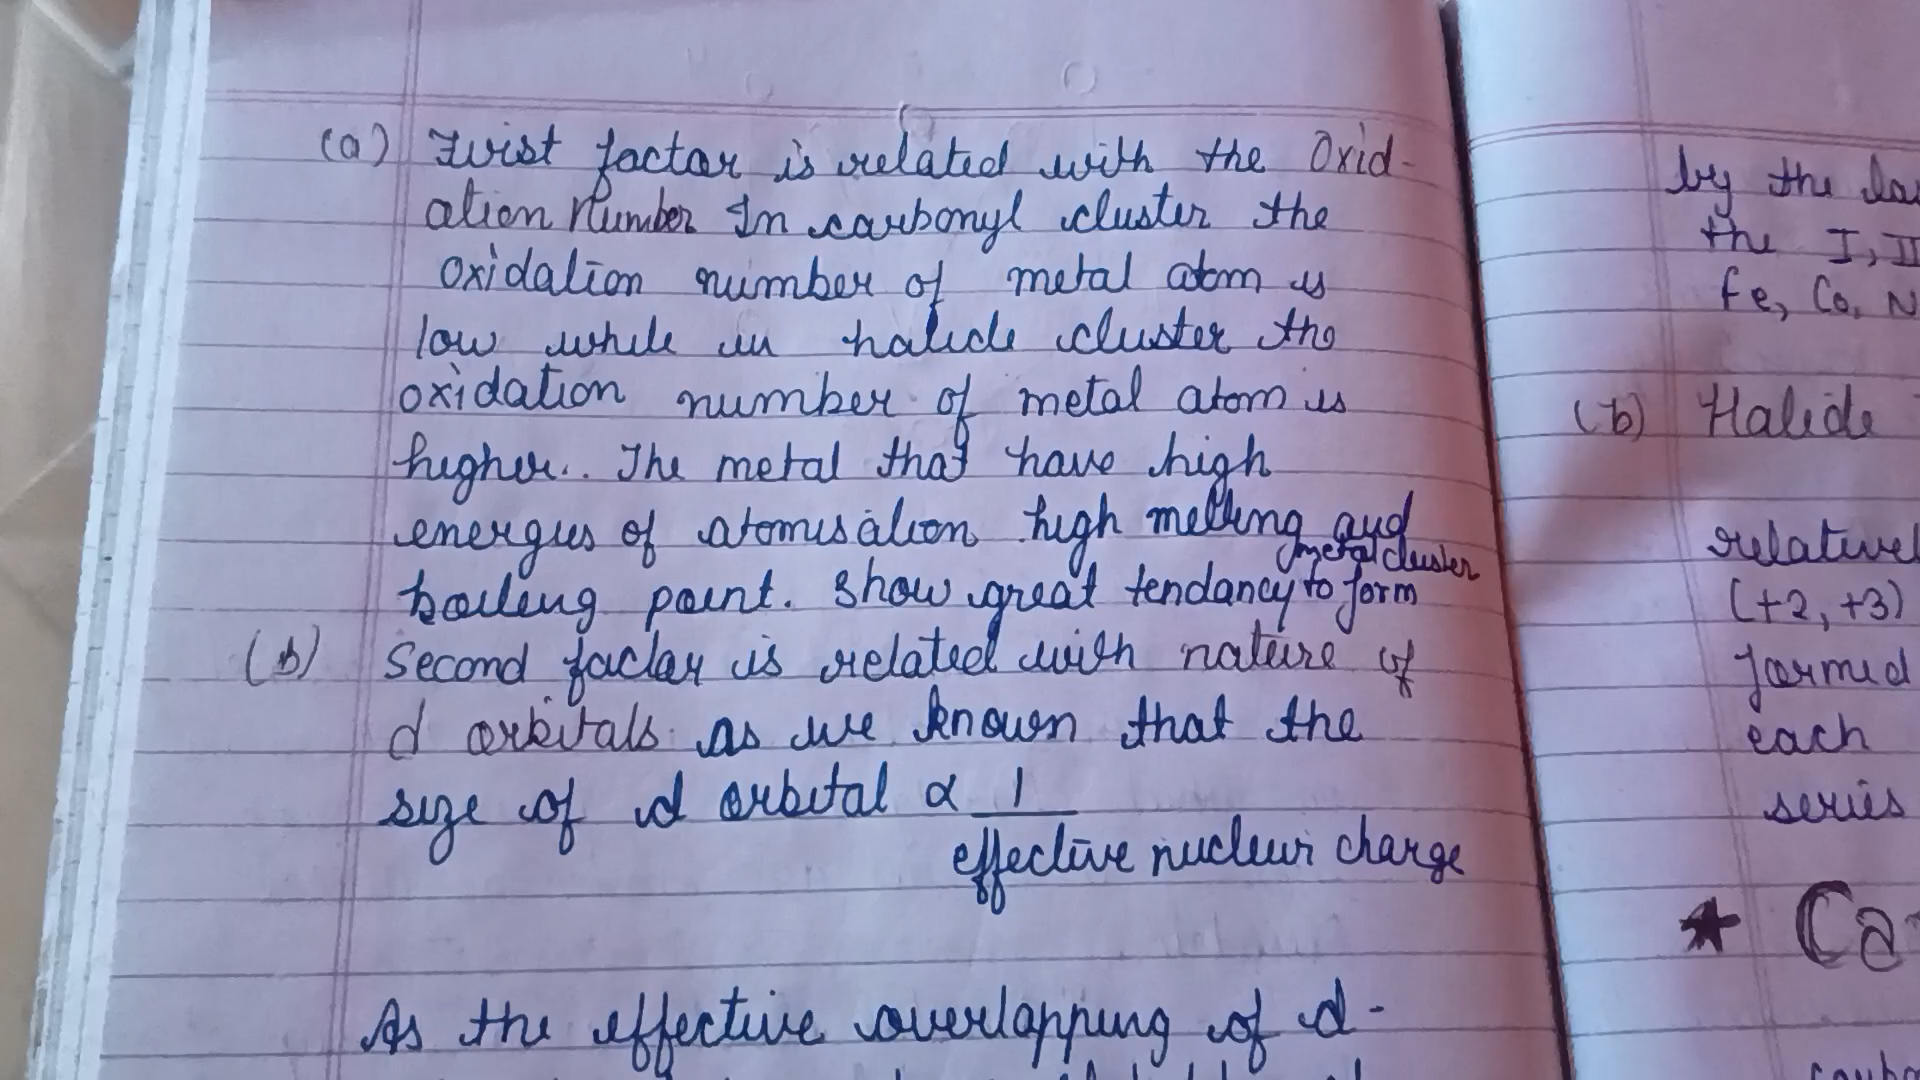 (a) First factor is related with the Oxid-
ation Number In carbonyl cluster the
oxidation number of metal atom is
low while in halide cluster the
oxidation number of metal atom is
higher.. The metal that have high
energies of atomisation high melting and
metal cluster
boiling point. Show great tendancy to form
(b) Second factor is related with nature of
d orbitals. As we known that the
size of d orbital α 1
effective nuclear charge
As the effective overlapping of d-
by the
the I, II
Fe, Co, N
(b) Halide
relativel
(+2, +3)
formed
each
series
* Ca